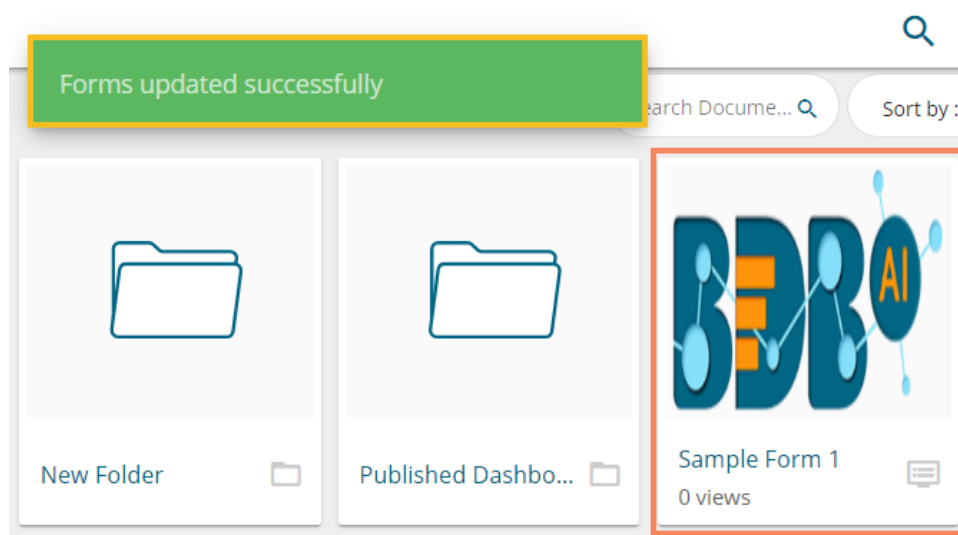 Forms updated successfully
earch Docume...
Sort by :
BDB
AI
New Folder
Published Dashbo...
Sample Form 1
0 views